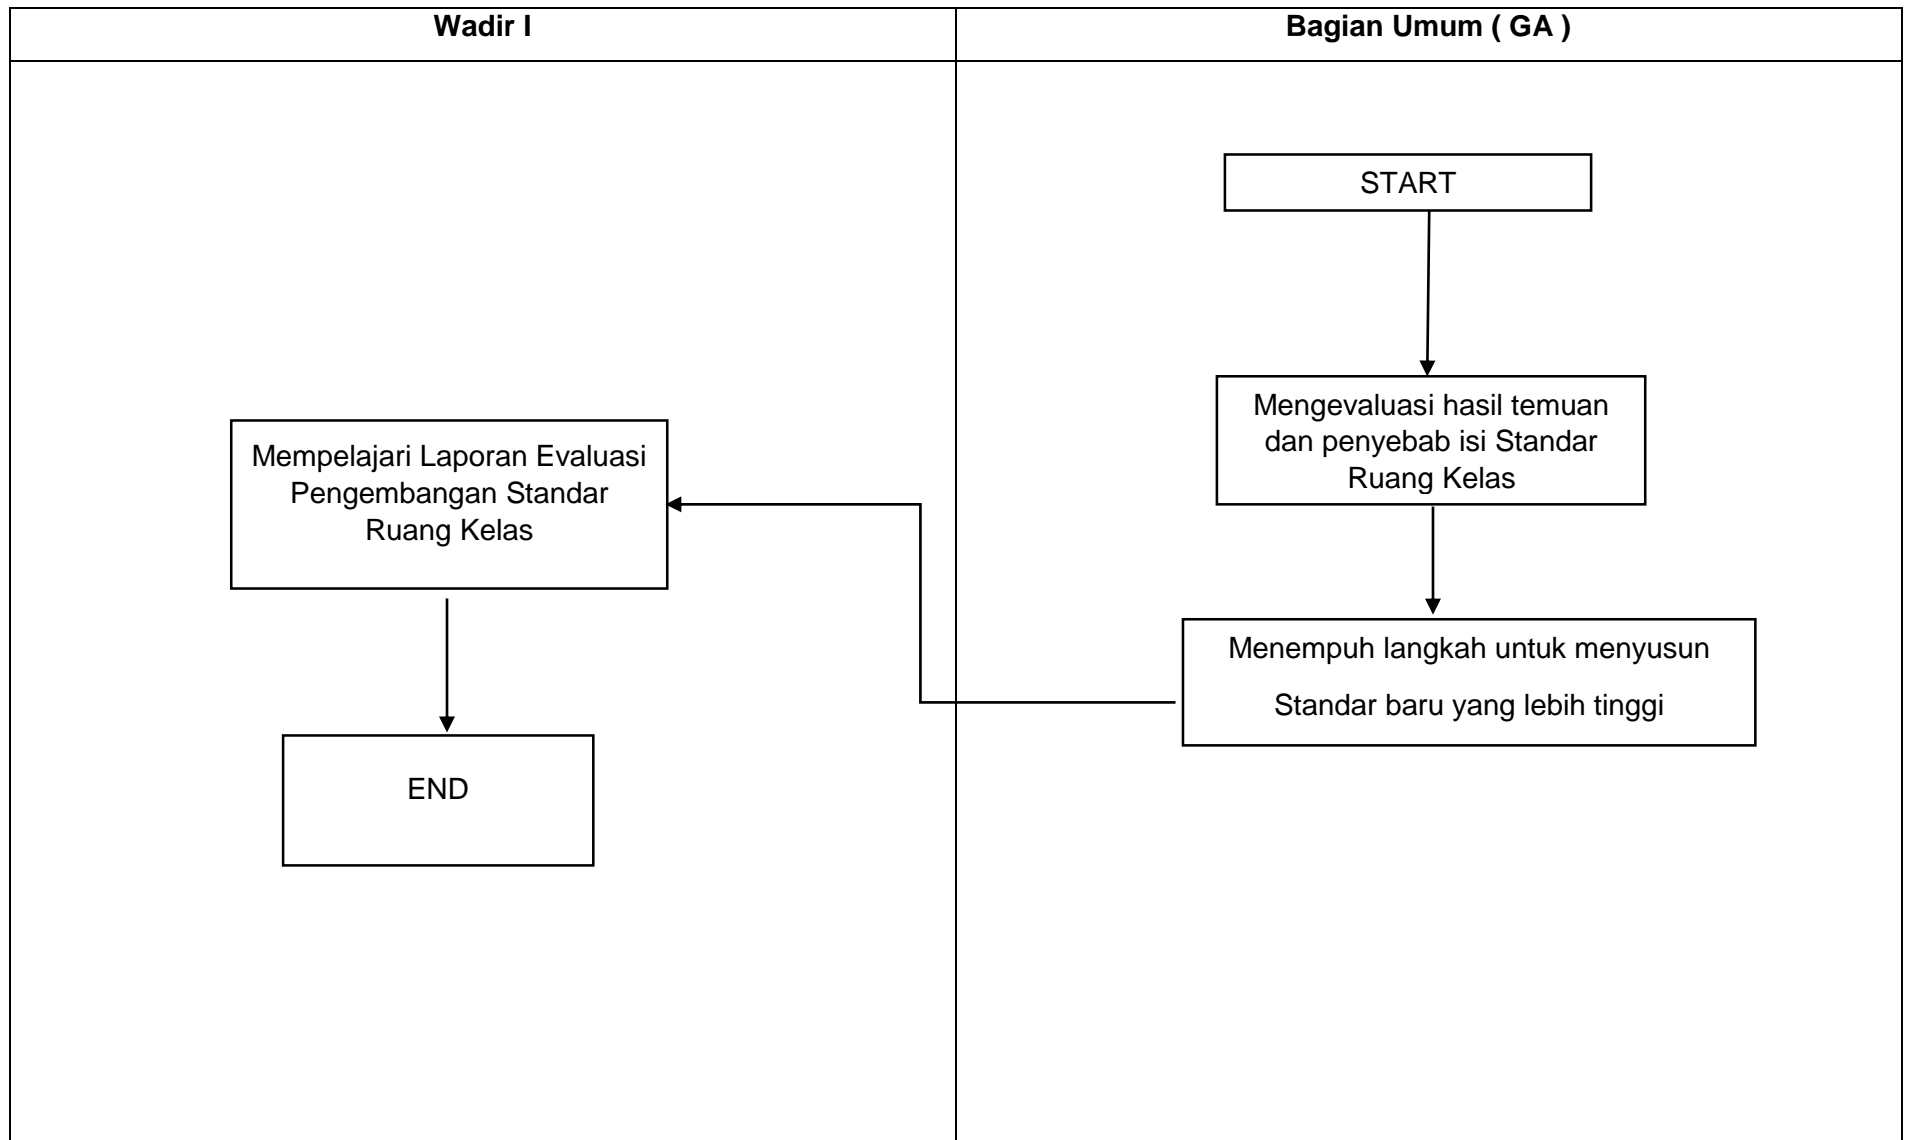 Wadir I
Bagian Umum ( GA )
START
Mengevaluasi hasil temuan
dan penyebab isi Standar
Ruang Kelas
Menempuh langkah untuk menyusun
Standar baru yang lebih tinggi
Mempelajari Laporan Evaluasi
Pengembangan Standar
Ruang Kelas
END